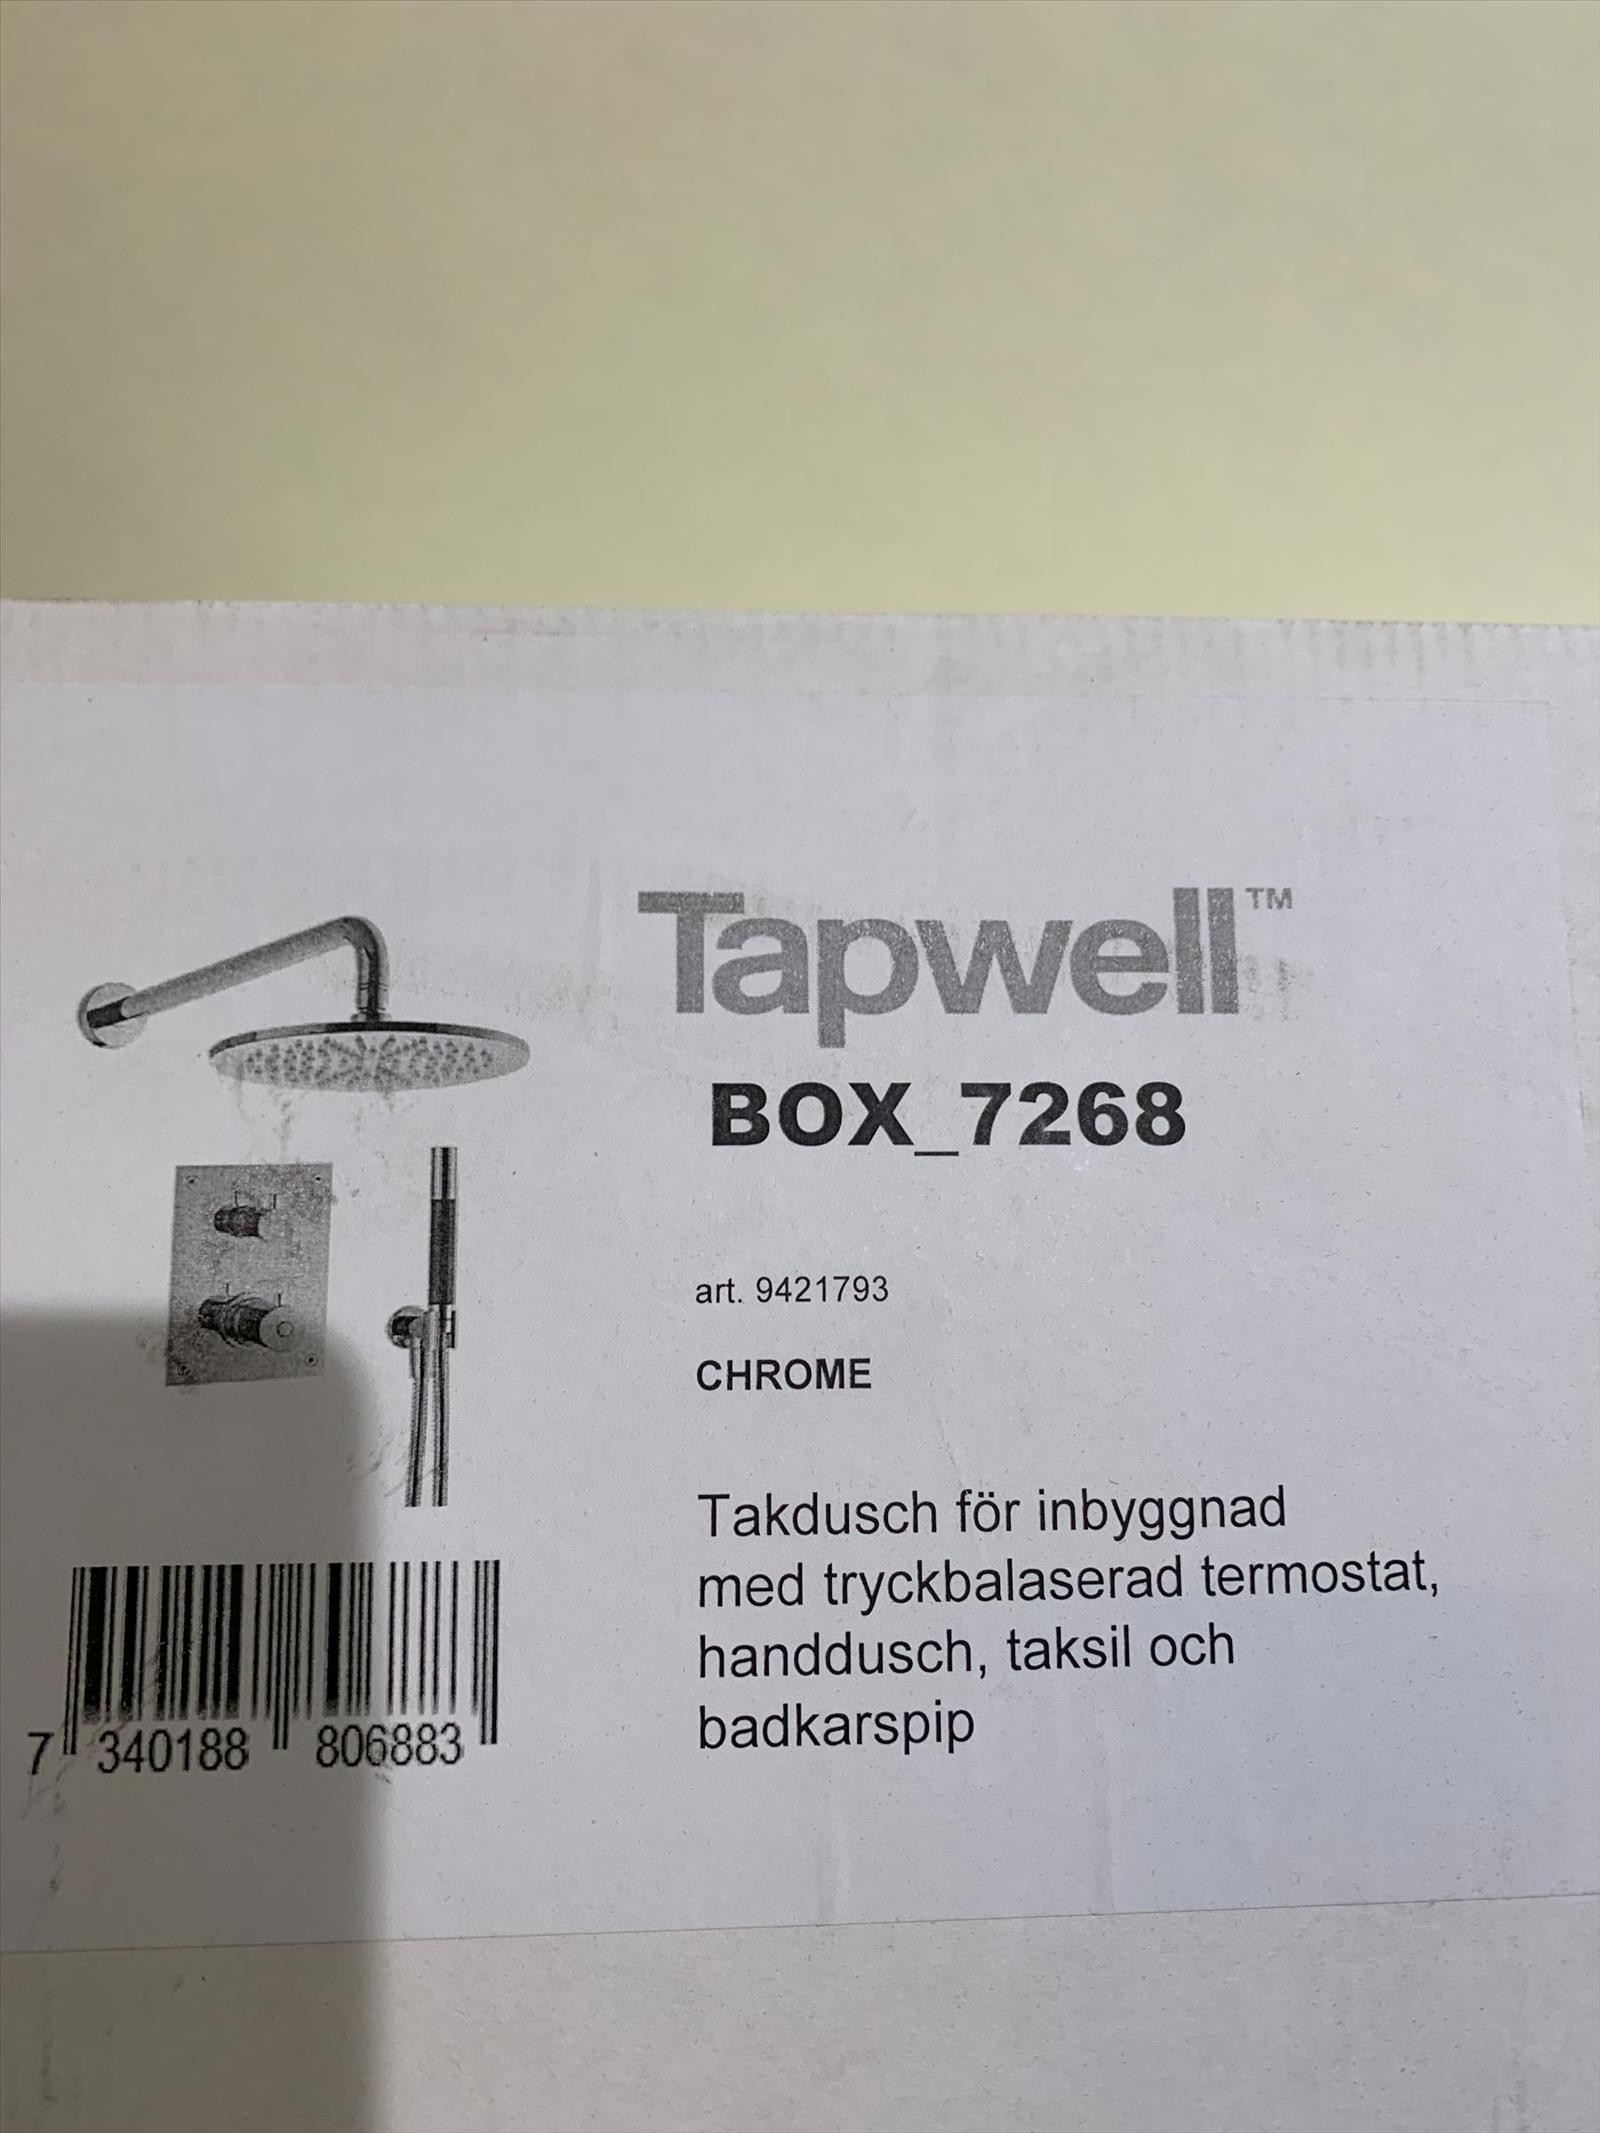 Tapwell™
BOX_7268
art. 9421793
CHROME
Takdusch för inbyggnad
med tryckbalaserad termostat,
handdusch, taksil och
badkarspip
7 340188 806883